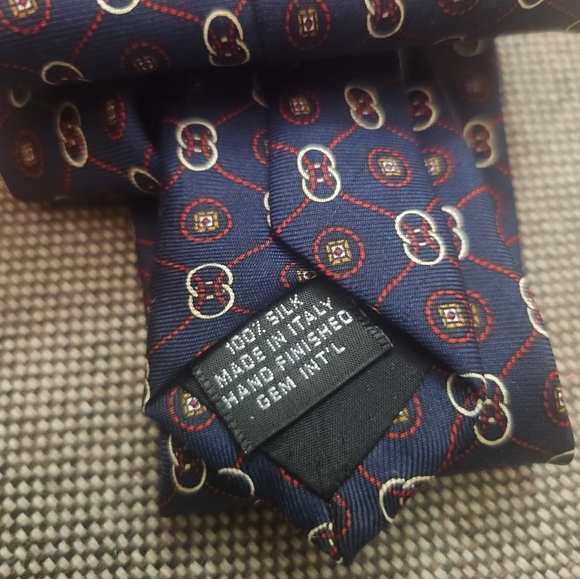 100% SILK
MADE IN ITALY
HAND FINISHED
GEM INT'L